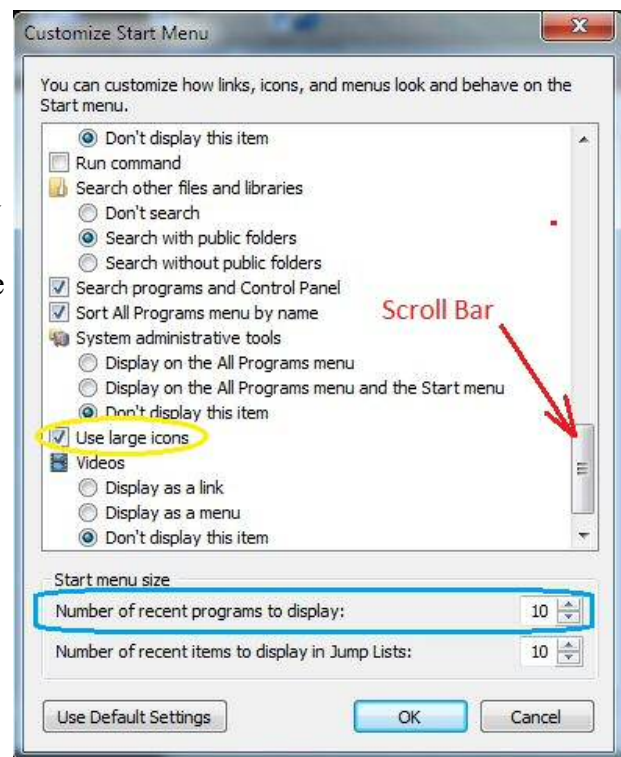 Customize Start Menu
You can customize how links, icons, and menus look and behave on the
Start menu.
Don't display this item
Run command
Search other files and libraries
Don't search
Search with public folders
e
Search without public folders
Search programs and Control Panel
Sort All Programs menu by name
Scroll Bar
System administrative tools
Display on the All Programs menu
Display on the All Programs menu and the Start menu
Don't display this item
Use large icons
Videos
Display as a link
Display as a menu
Don't display this item
Start menu size
Number of recent programs to display: 10
Number of recent items to display in Jump Lists: 10
Use Default Settings OK Cancel